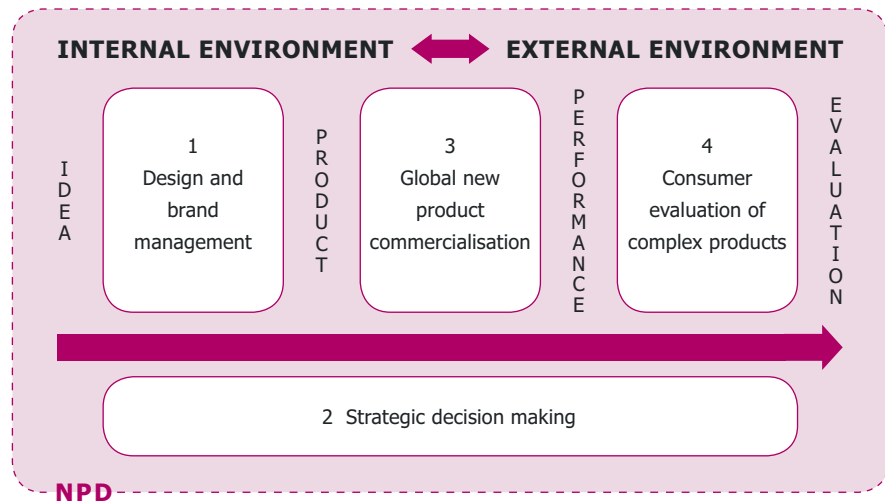 INTERNAL ENVIRONMENT
EXTERNAL ENVIRONMENT
IDEA
1
Design and
brand
management
PRODUCT
3
Global new
product
commercialisation
PERFORMANCE
4
Consumer
evaluation of
complex products
EVALUATION
2 Strategic decision making
NPD